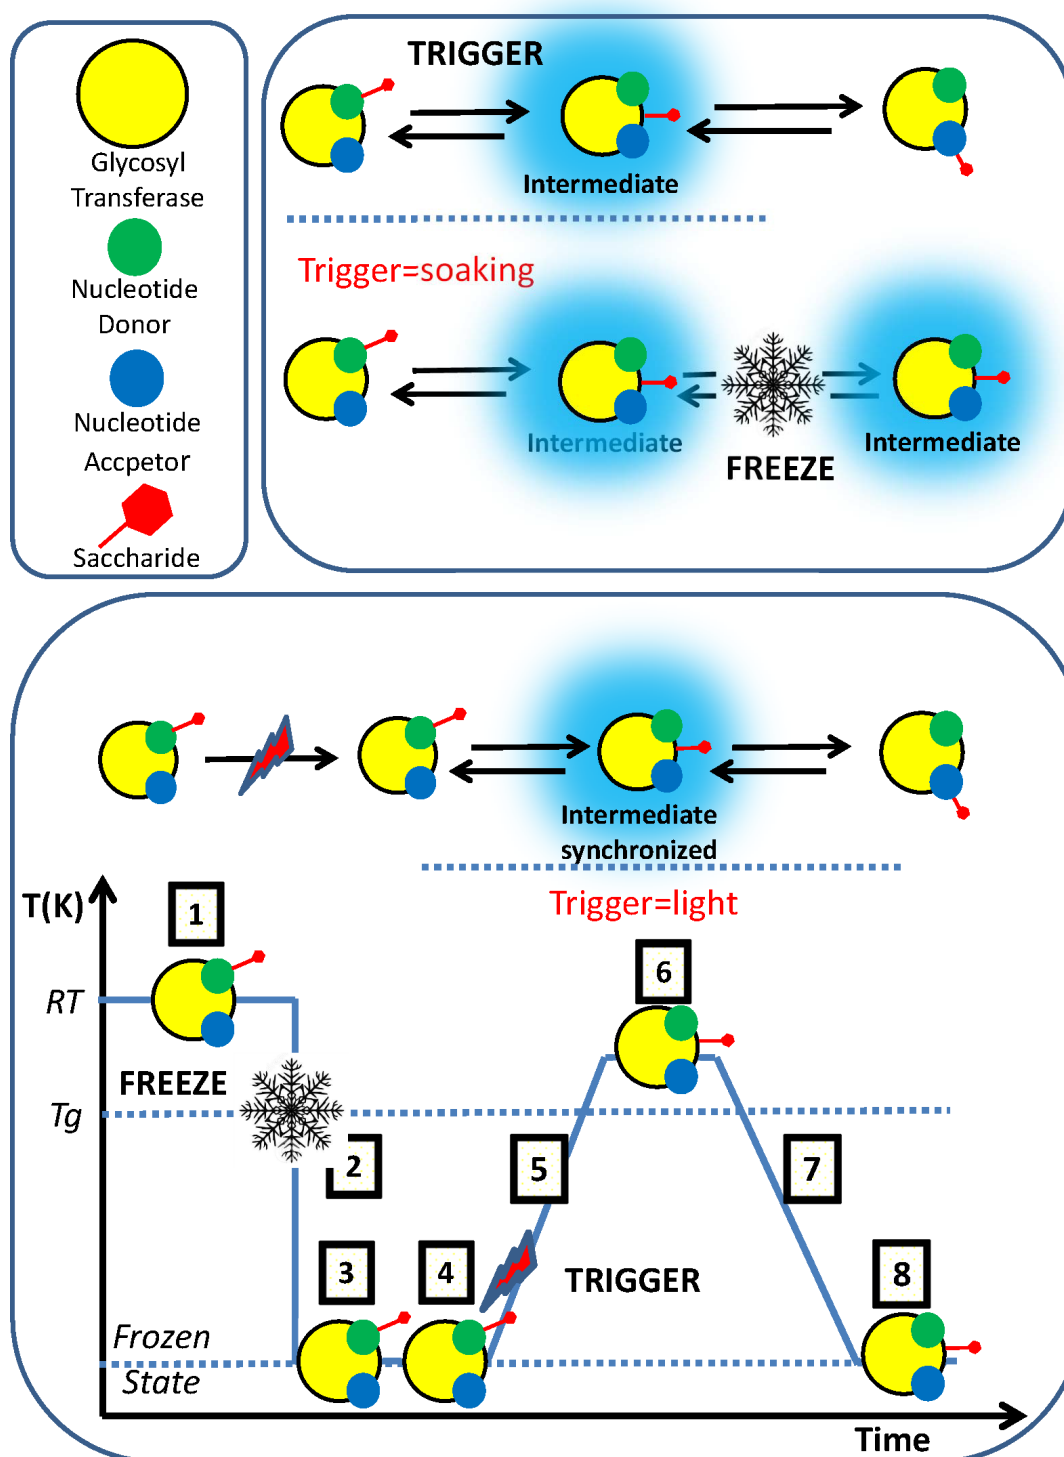 Glycosyl
Transferase
Nucleotide
Donor
Nucleotide
Accpetor
Saccharide
TRIGGER
Intermediate
Trigger=soaking
Intermediate
FREEZE
Intermediate
Intermediate
synchronized
Trigger=light
T(K)
1
6
RT
FREEZE
Tg
2
5
7
3
4
TRIGGER
8
Frozen
State
Time